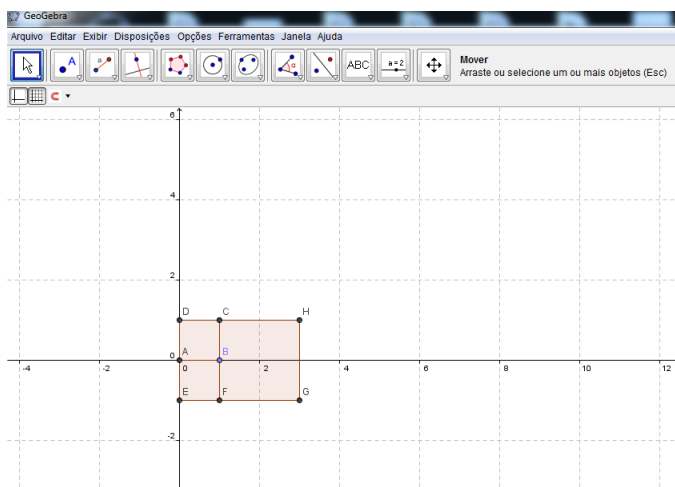 GeoGebra
Arquivo Editar Exibir Disposições Opções Ferramentas Janela Ajuda
A a α ABC a=2 Mover
Arraste ou selecione um ou mais objetos (Esc)
6
4
2
D C H
0 A B
-4 -2 0 2 4 6 8 10 12
E F G
-2